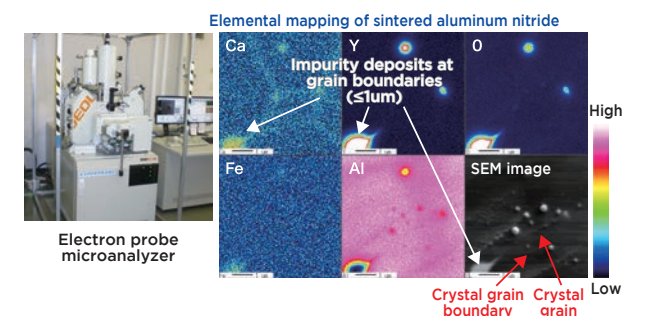 Elemental mapping of sintered aluminum nitride
Ca
Y
O
Impurity deposits at
grain boundaries
(≤1um)
High
Fe
Al
SEM image
Electron probe
microanalyzer
Low
Crystal grain
boundary
Crystal
grain